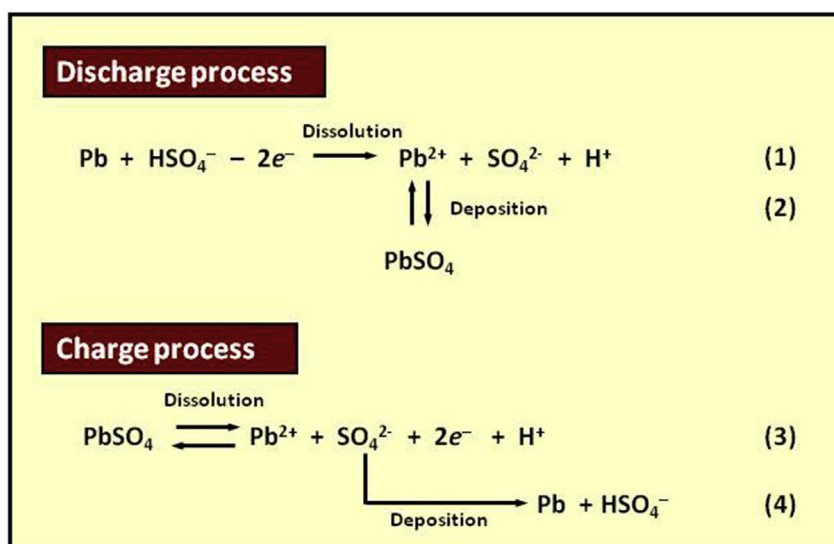 Discharge process
Dissolution
Pb + HSO₄⁻ – 2e⁻ → Pb²⁺ + SO₄²⁻ + H⁺ (1)
⇅ Deposition (2)
PbSO₄
Charge process
Dissolution
PbSO₄ ⇄ Pb²⁺ + SO₄²⁻ + 2e⁻ + H⁺ (3)
Deposition → Pb + HSO₄⁻ (4)